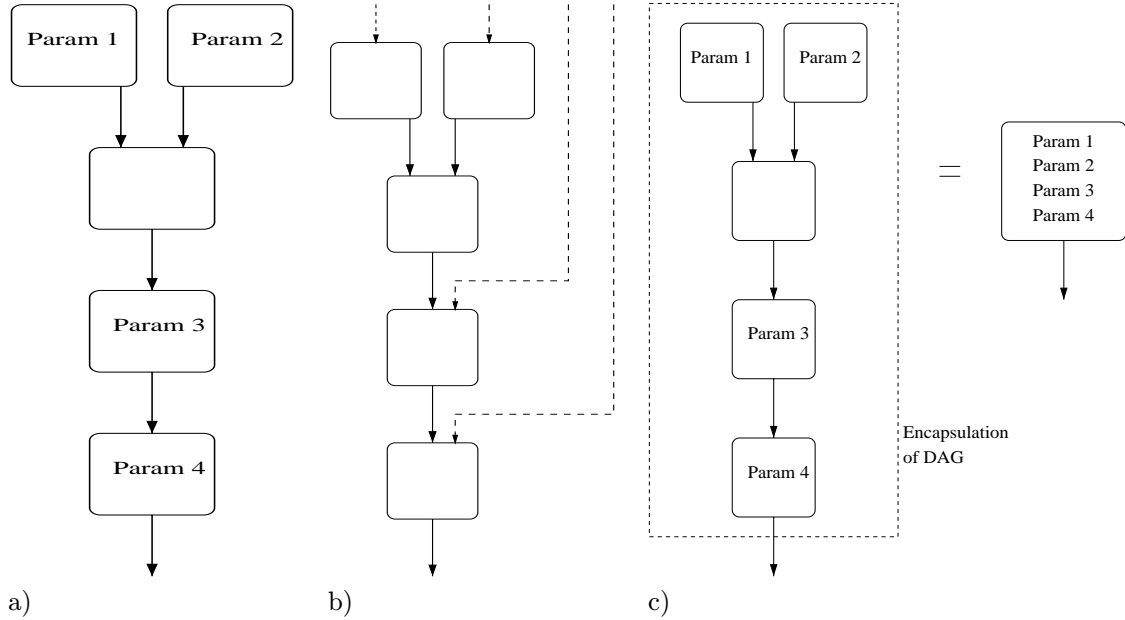 Param 1
Param 2
Param 3
Param 4
a)
b)
Param 1
Param 2
Param 3
Param 4
Encapsulation
of DAG
c)
=
Param 1
Param 2
Param 3
Param 4